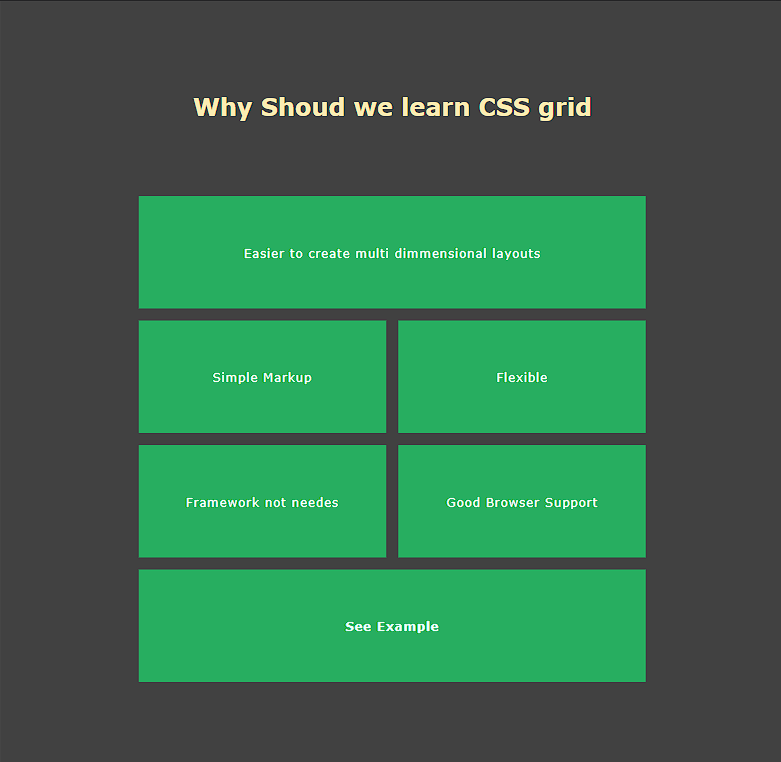 Why Shoud we learn CSS grid
Easier to create multi dimmensional layouts
Simple Markup
Flexible
Framework not needes
Good Browser Support
See Example